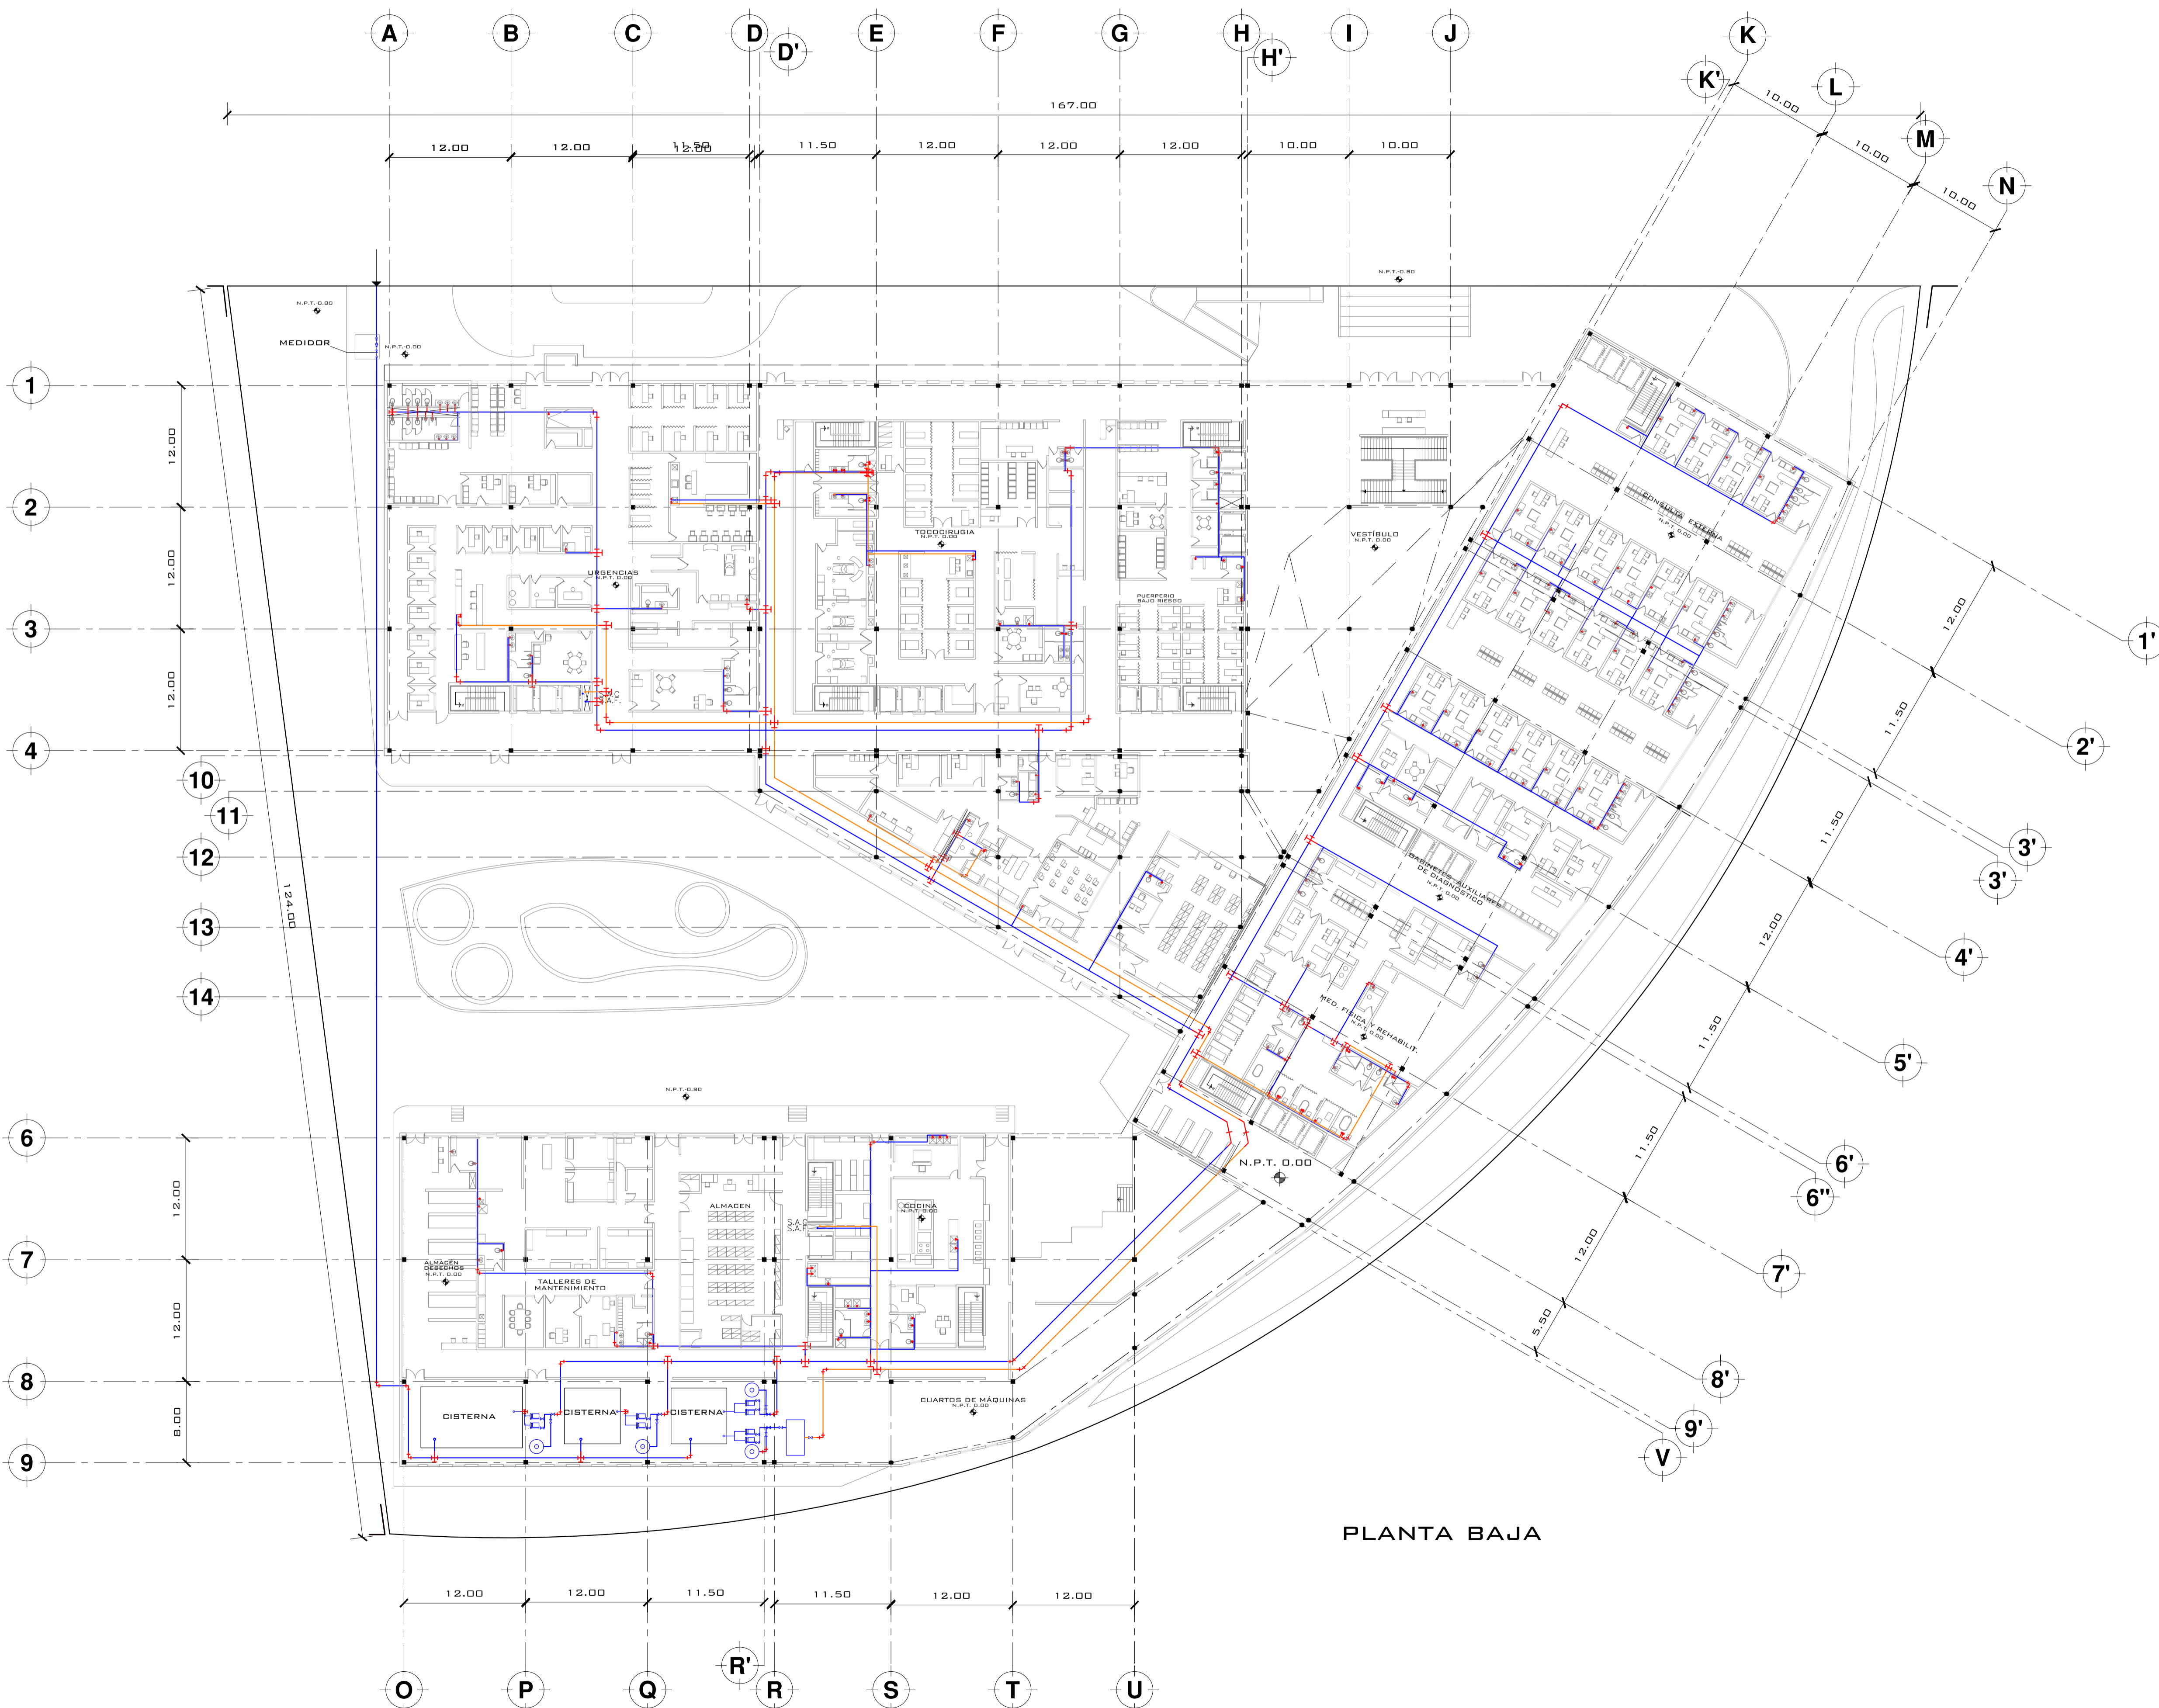 A
B
C
D
D'
E
F
G
H
H'
I
J
K
K'
L
M
N
167.00
12.00
12.00
11.50
12.00
11.50
12.00
12.00
12.00
10.00
10.00
10.00
10.00
10.00
N.P.T.-0.80
N.P.T.-0.80
MEDIDOR
N.P.T.-0.00
1
2
3
4
10
11
12
13
14
12.00
12.00
12.00
124.00
URGENCIAS
N.P.T. 0.00
TOCOCIRUGIA
N.P.T. 0.00
PUERPERIO
BAJO RIESGO
VESTÍBULO
N.P.T. 0.00
CONSULTA EXTERNA
N.P.T. 0.00
S.A.C.
S.A.F.
GABINETES AUXILIARES
DE DIAGNÓSTICO
N.P.T. 0.00
MED. FISICA Y REHABILIT.
N.P.T. 0.00
1'
2'
3'
3'
4'
5'
6'
6"
7'
8'
9'
V
12.00
11.50
11.50
12.00
11.50
11.50
12.00
5.50
N.P.T.-0.80
N.P.T. 0.00
6
7
8
9
12.00
12.00
8.00
ALMACEN
S.A.C
S.A.F
COCINA
N.P.T. 0.00
ALMACÉN
DESECHOS
N.P.T. 0.00
TALLERES DE
MANTENIMIENTO
CISTERNA
CISTERNA
CISTERNA
CUARTOS DE MÁQUINAS
N.P.T. 0.00
PLANTA BAJA
12.00
12.00
11.50
11.50
12.00
12.00
O
P
Q
R'
R
S
T
U